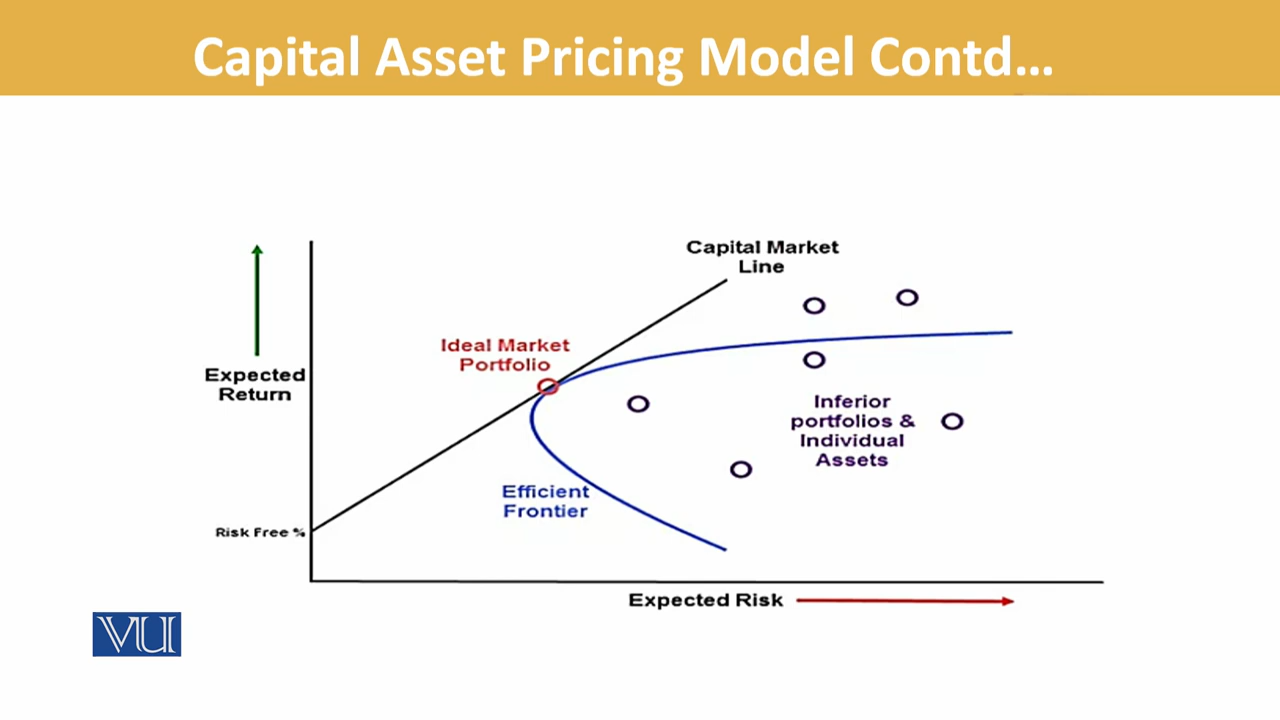 Capital Asset Pricing Model Contd...
Capital Market
Line
Ideal Market
Portfolio
Expected
Return
Inferior
portfolios &
Individual
Assets
Efficient
Frontier
Risk Free %
Expected Risk
VU